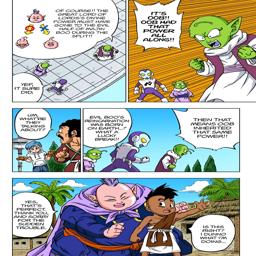 OF COURSE!! THE
GREAT LORD OF
LORDS'S DIVINE
POWER MUST HAVE
GONE TO THE EVIL
HALF OF MAJIN
BOO DURING THE
SPLIT!!
YEP,
IT SURE
DID.
IT'S
OOB!!
OOB HAD
THAT
POWER
ALL
ALONG!!
UM,
WHAT'RE
THEY
TALKING
ABOUT?
EVIL BOO'S
REINCARNATION
WAS BORN
ON EARTH...?
WHAT A
LUCKY
BREAK!!
THEN THAT
MEANS OOB
INHERITED
THAT SAME
POWER...!
YES,
THAT'S
PERFECT.
THANK YOU,
AND SORRY
FOR THE
SUDDEN
TROUBLE.
IS THIS
RIGHT?
I DUNNO
WHAT I'M
DOING...